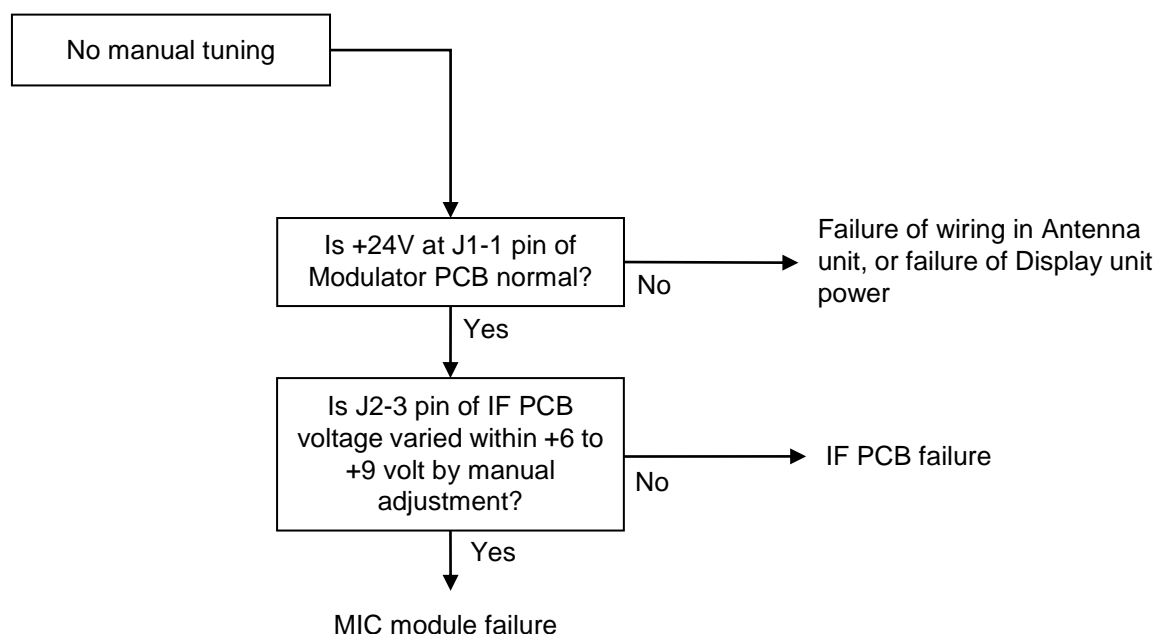 No manual tuning
Is +24V at J1-1 pin of
Modulator PCB normal?
No
Failure of wiring in Antenna
unit, or failure of Display unit
power
Yes
Is J2-3 pin of IF PCB
voltage varied within +6 to
+9 volt by manual
adjustment?
No
IF PCB failure
Yes
MIC module failure